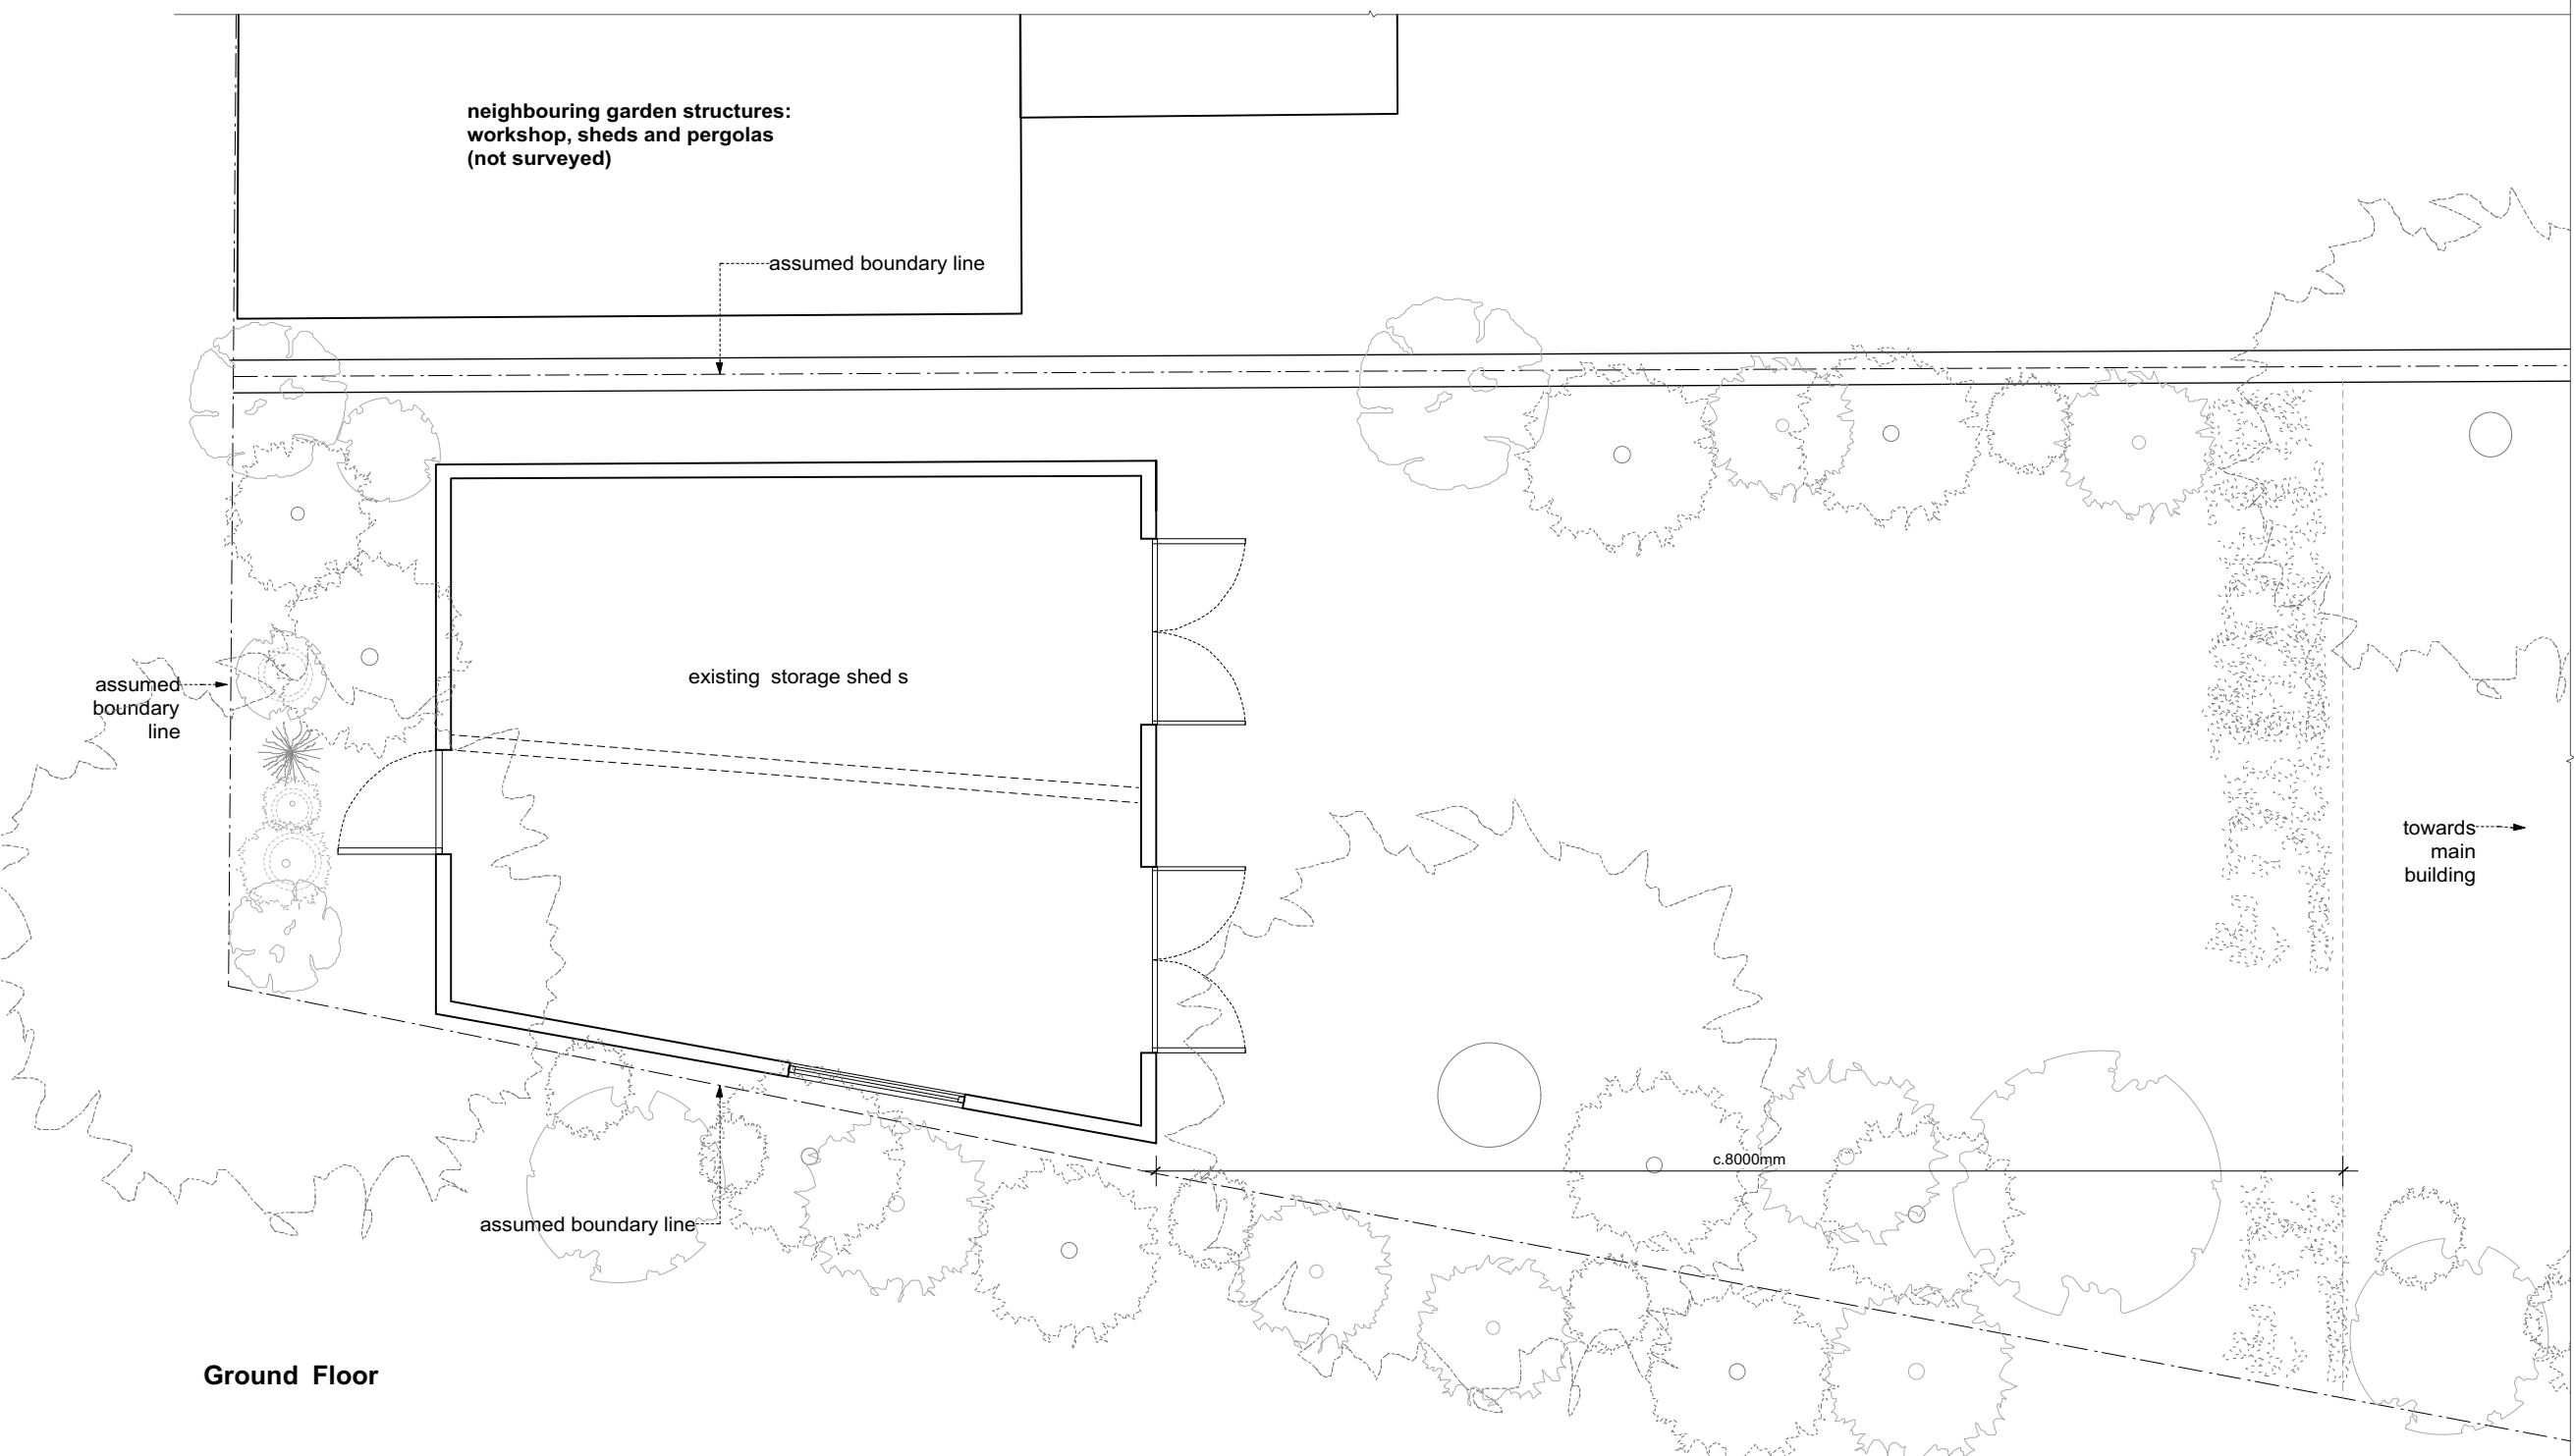 neighbouring garden structures:
workshop, sheds and pergolas
(not surveyed)
assumed boundary line
existing storage shed s
assumed
boundary
line
towards
main
building
c.8000mm
assumed boundary line
Ground Floor